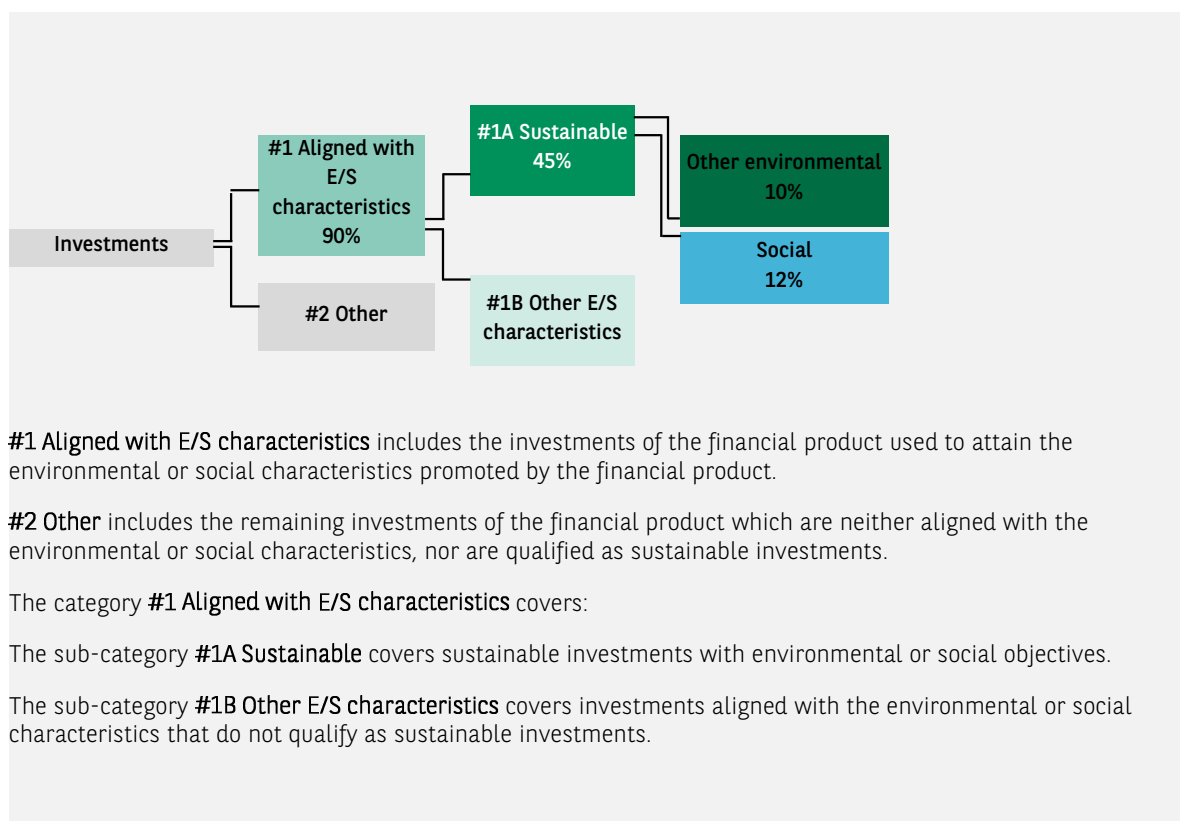 #1A Sustainable
45%
#1 Aligned with
E/S
characteristics
90%
Other environmental
10%
Investments
Social
12%
#2 Other
#1B Other E/S
characteristics
#1 Aligned with E/S characteristics includes the investments of the financial product used to attain the
environmental or social characteristics promoted by the financial product.
#2 Other includes the remaining investments of the financial product which are neither aligned with the
environmental or social characteristics, nor are qualified as sustainable investments.
The category #1 Aligned with E/S characteristics covers:
The sub-category #1A Sustainable covers sustainable investments with environmental or social objectives.
The sub-category #1B Other E/S characteristics covers investments aligned with the environmental or social
characteristics that do not qualify as sustainable investments.